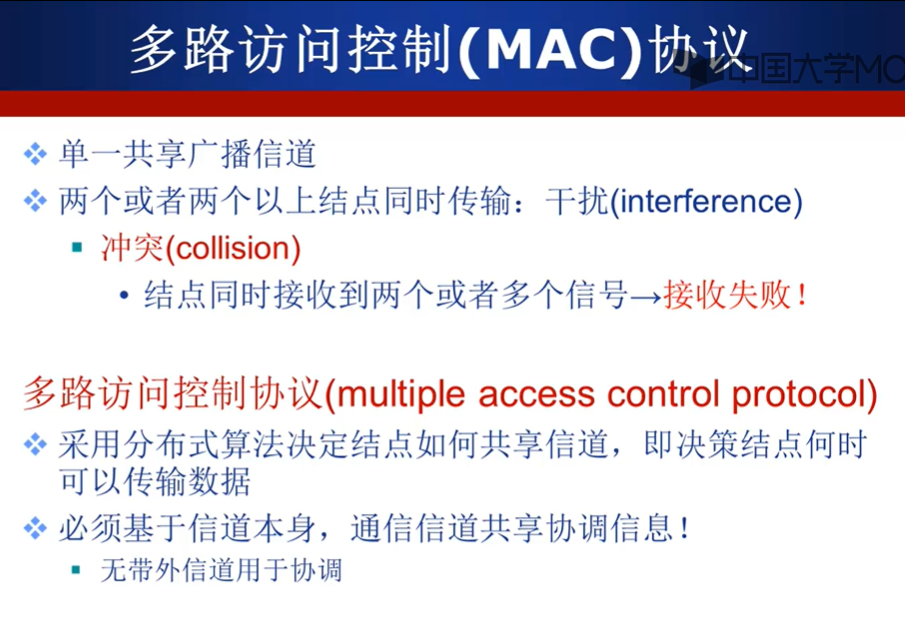 多路访问控制(MAC)协议
中国大学MO
单一共享广播信道
两个或者两个以上结点同时传输：干扰(interference)
冲突(collision)
结点同时接收到两个或者多个信号→接收失败！
多路访问控制协议(multiple access control protocol)
采用分布式算法决定结点如何共享信道，即决策结点何时
可以传输数据
必须基于信道本身，通信信道共享协调信息！
无带外信道用于协调